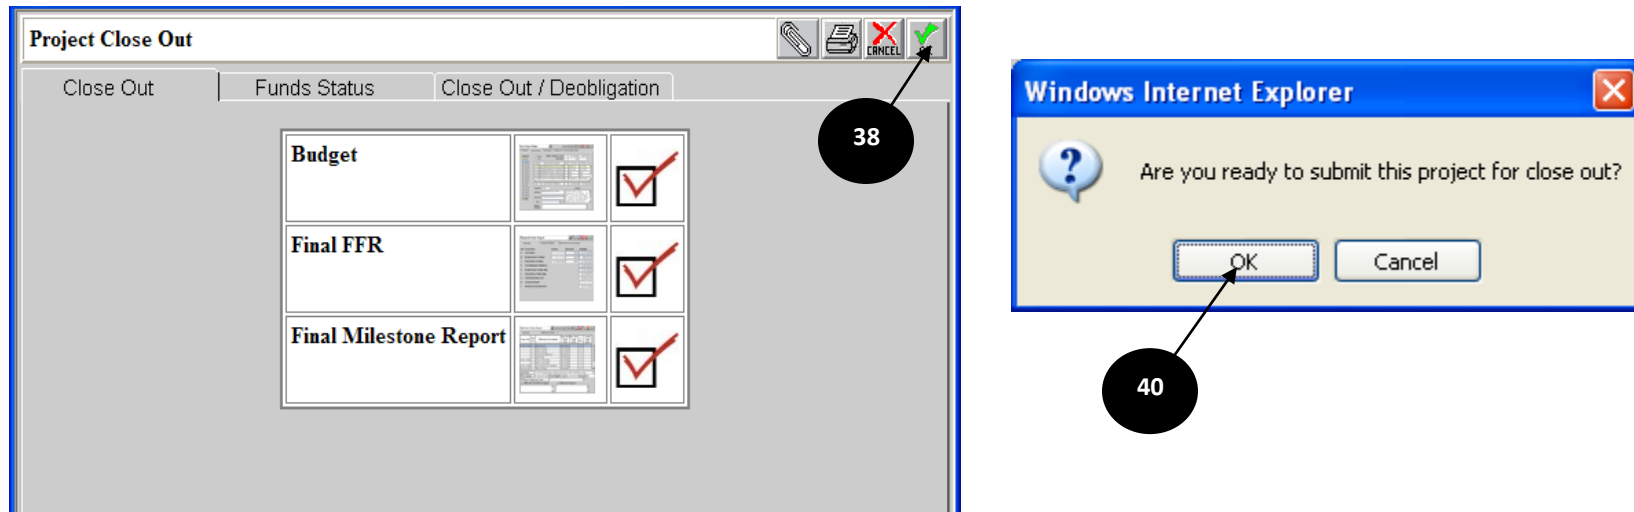 Project Close Out
CANCEL
OK
Close Out
Funds Status
Close Out / Deobligation
38
Budget
Final FFR
Final Milestone Report
Windows Internet Explorer
Are you ready to submit this project for close out?
OK
Cancel
40